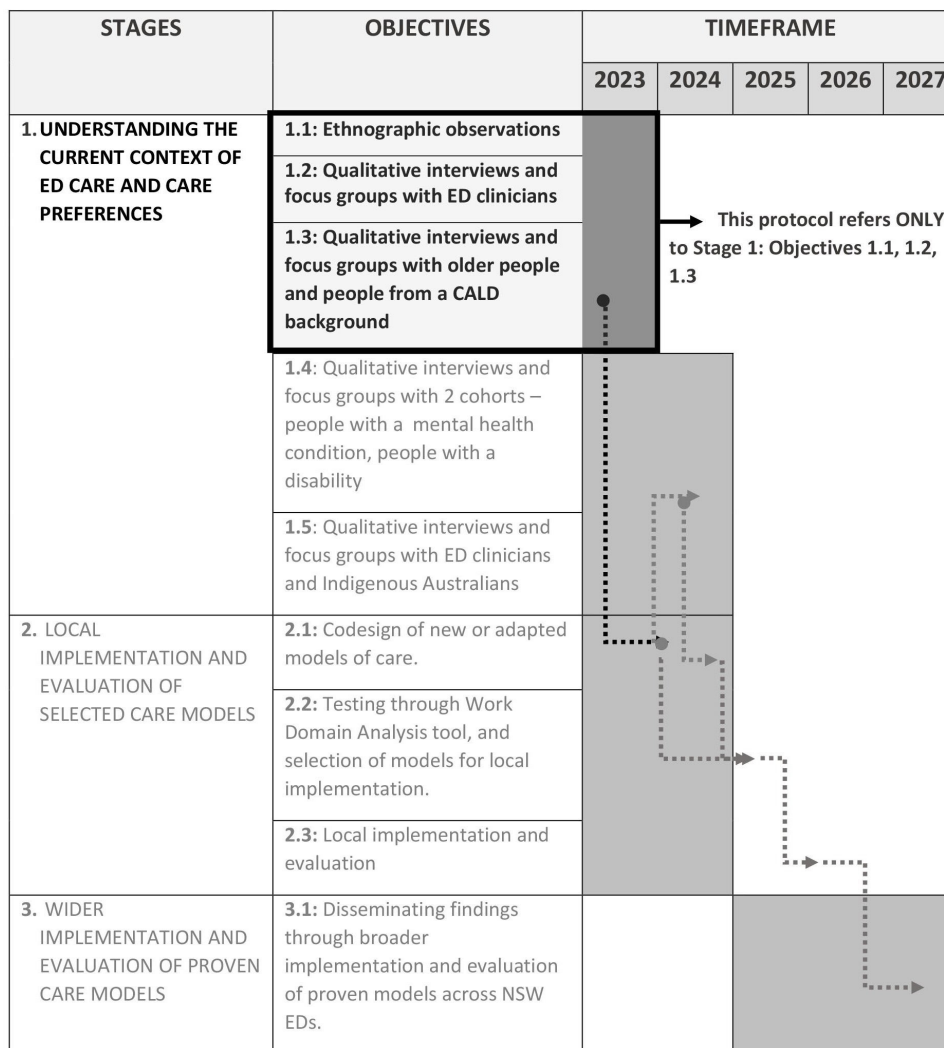 STAGES
OBJECTIVES
TIMEFRAME
2023
2024
2025
2026
2027
1. UNDERSTANDING THE
CURRENT CONTEXT OF
ED CARE AND CARE
PREFERENCES
1.1: Ethnographic observations
1.2: Qualitative interviews and
focus groups with ED clinicians
1.3: Qualitative interviews and
focus groups with older people
and people from a CALD
background
This protocol refers ONLY
to Stage 1: Objectives 1.1, 1.2,
1.3
1.4: Qualitative interviews and
focus groups with 2 cohorts –
people with a mental health
condition, people with a
disability
1.5: Qualitative interviews and
focus groups with ED clinicians
and Indigenous Australians
2. LOCAL
IMPLEMENTATION AND
EVALUATION OF
SELECTED CARE MODELS
2.1: Codesign of new or adapted
models of care.
2.2: Testing through Work
Domain Analysis tool, and
selection of models for local
implementation.
2.3: Local implementation and
evaluation
3. WIDER
IMPLEMENTATION AND
EVALUATION OF PROVEN
CARE MODELS
3.1: Disseminating findings
through broader
implementation and evaluation
of proven models across NSW
EDs.